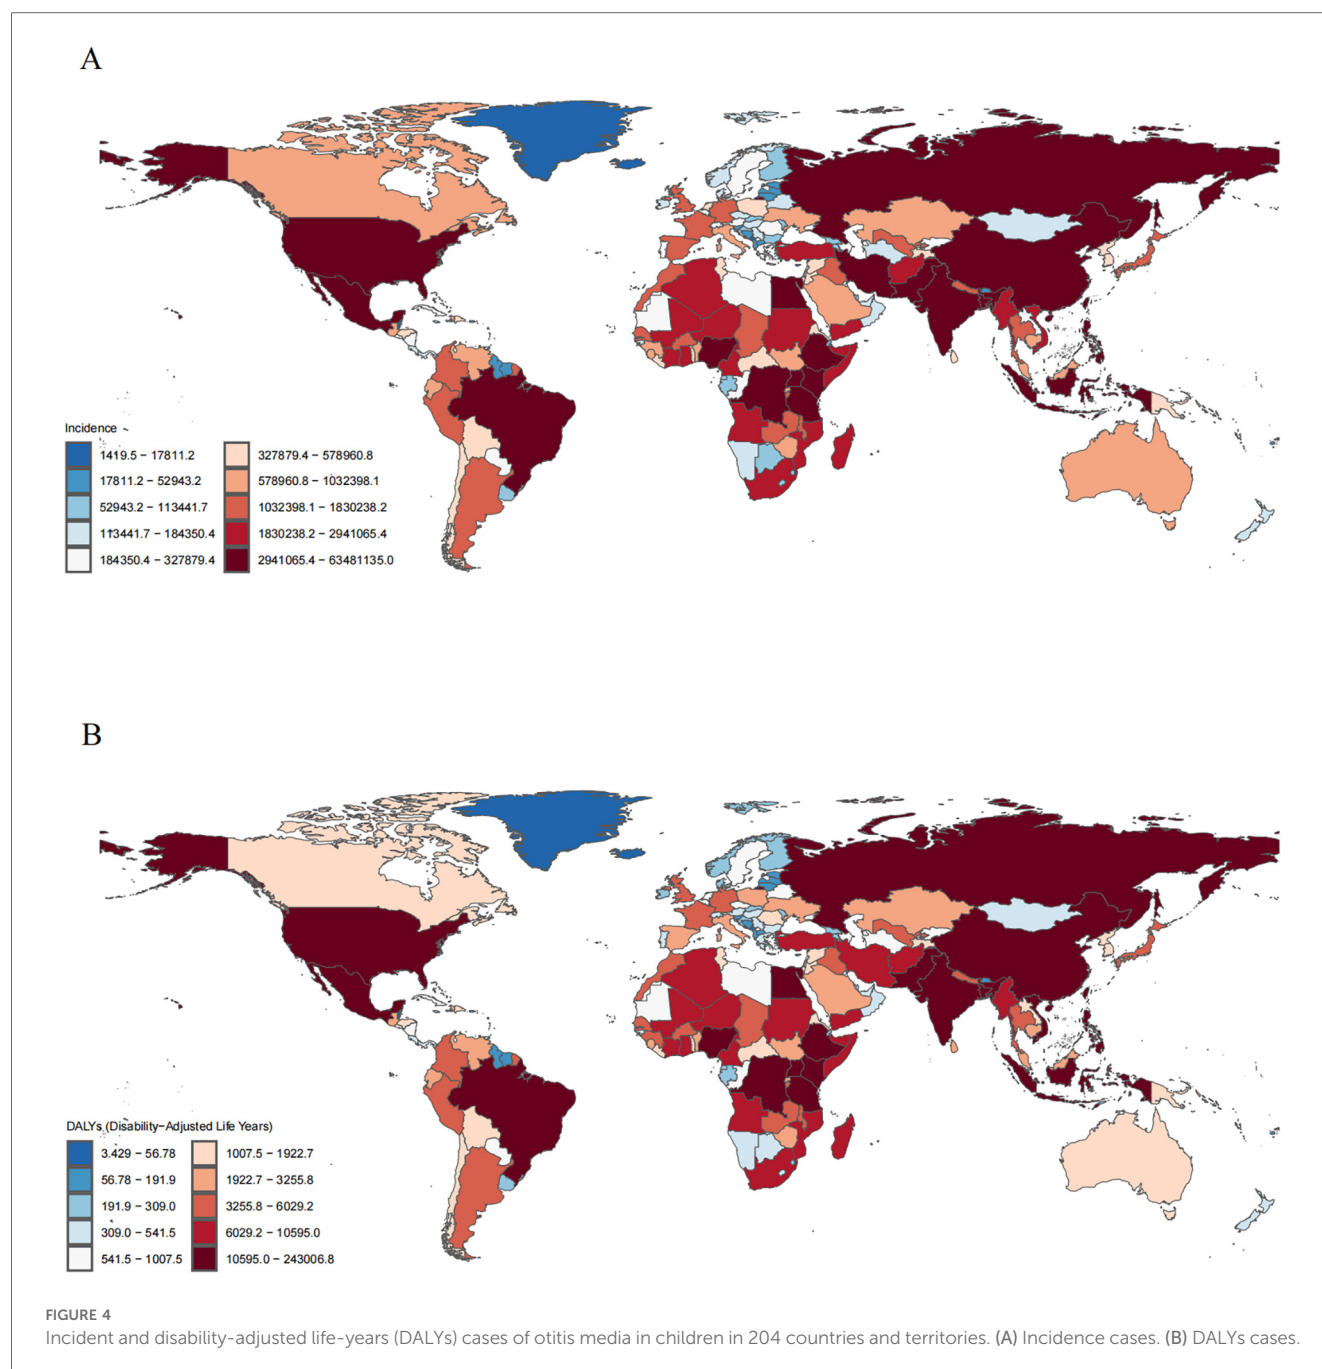 A
Incidence
1419.5 – 17811.2
17811.2 – 52943.2
52943.2 – 113441.7
113441.7 – 184350.4
184350.4 – 327879.4
327879.4 – 578960.8
578960.8 – 1032398.1
1032398.1 – 1830238.2
1830238.2 – 2941065.4
2941065.4 – 63481135.0
B
DALYs (Disability–Adjusted Life Years)
3.429 – 56.78
56.78 – 191.9
191.9 – 309.0
309.0 – 541.5
541.5 – 1007.5
1007.5 – 1922.7
1922.7 – 3255.8
3255.8 – 6029.2
6029.2 – 10595.0
10595.0 – 243006.8
FIGURE 4
Incident and disability-adjusted life-years (DALYs) cases of otitis media in children in 204 countries and territories. (A) Incidence cases. (B) DALYs cases.